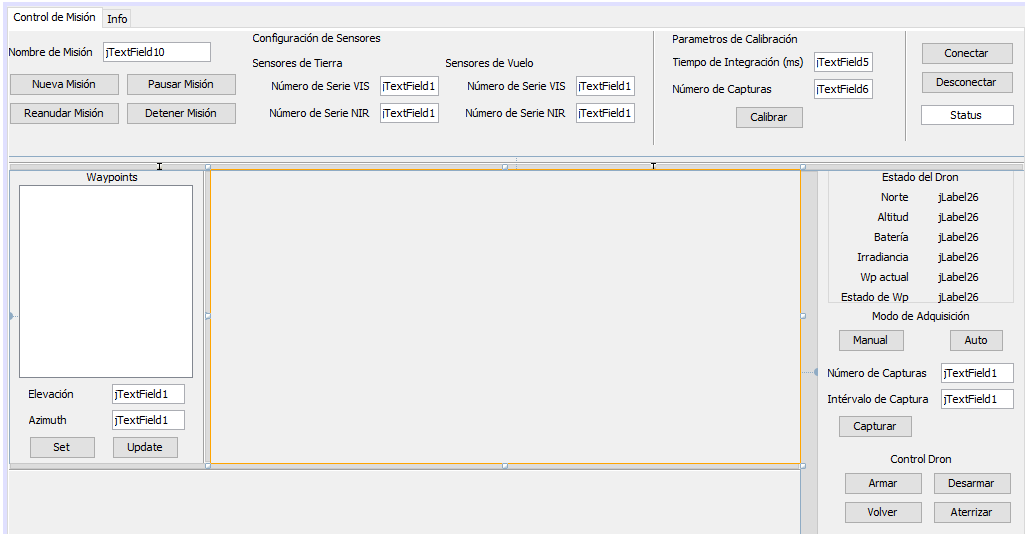 Control de Misión Info
Nombre de Misión jTextField10
Nueva Misión Pausar Misión
Reanudar Misión Detener Misión
Configuración de Sensores
Sensores de Tierra Sensores de Vuelo
Número de Serie VIS jTextField1 Número de Serie VIS jTextField1
Número de Serie NIR jTextField1 Número de Serie NIR jTextField1
Parametros de Calibración
Tiempo de Integración (ms) jTextField5
Número de Capturas jTextField6
Calibrar
Conectar
Desconectar
Status
Waypoints
Elevación jTextField1
Azimuth jTextField1
Set Update
Estado del Dron
Norte jLabel26
Altitud jLabel26
Batería jLabel26
Irradiancia jLabel26
Wp actual jLabel26
Estado de Wp jLabel26
Modo de Adquisición
Manual Auto
Número de Capturas jTextField1
Intérvalo de Captura jTextField1
Capturar
Control Dron
Armar Desarmar
Volver Aterrizar